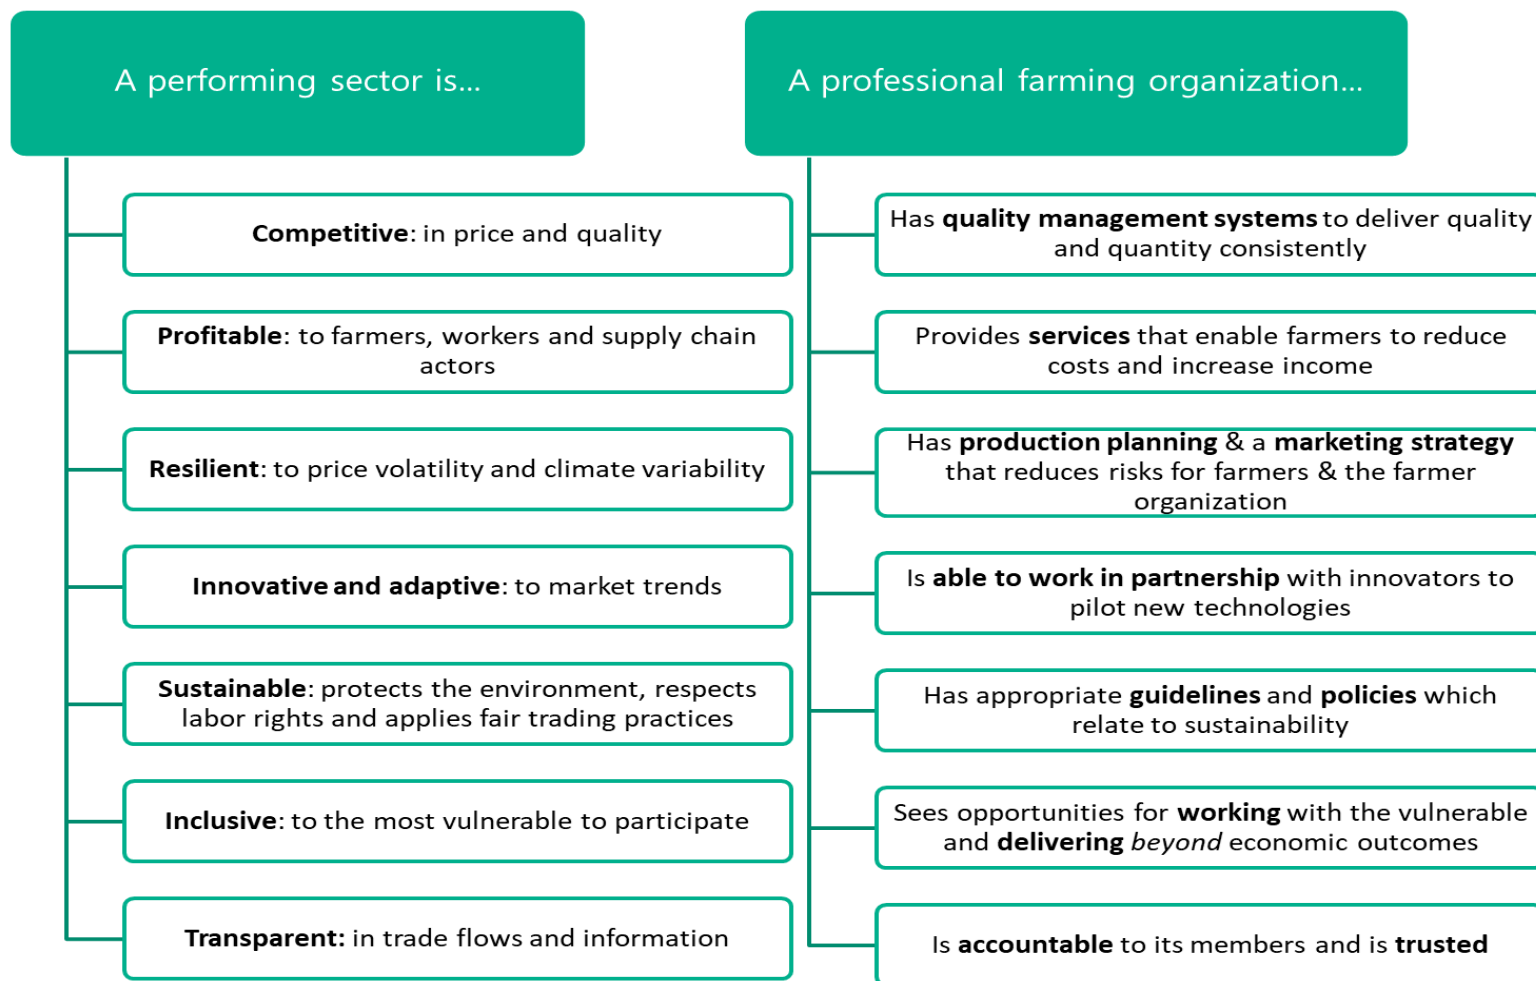 A performing sector is...
Competitive: in price and quality
Profitable: to farmers, workers and supply chain
actors
Resilient: to price volatility and climate variability
Innovative and adaptive: to market trends
Sustainable: protects the environment, respects
labor rights and applies fair trading practices
Inclusive: to the most vulnerable to participate
Transparent: in trade flows and information
A professional farming organization...
Has quality management systems to deliver quality
and quantity consistently
Provides services that enable farmers to reduce
costs and increase income
Has production planning & a marketing strategy
that reduces risks for farmers & the farmer
organization
Is able to work in partnership with innovators to
pilot new technologies
Has appropriate guidelines and policies which
relate to sustainability
Sees opportunities for working with the vulnerable
and delivering beyond economic outcomes
Is accountable to its members and is trusted